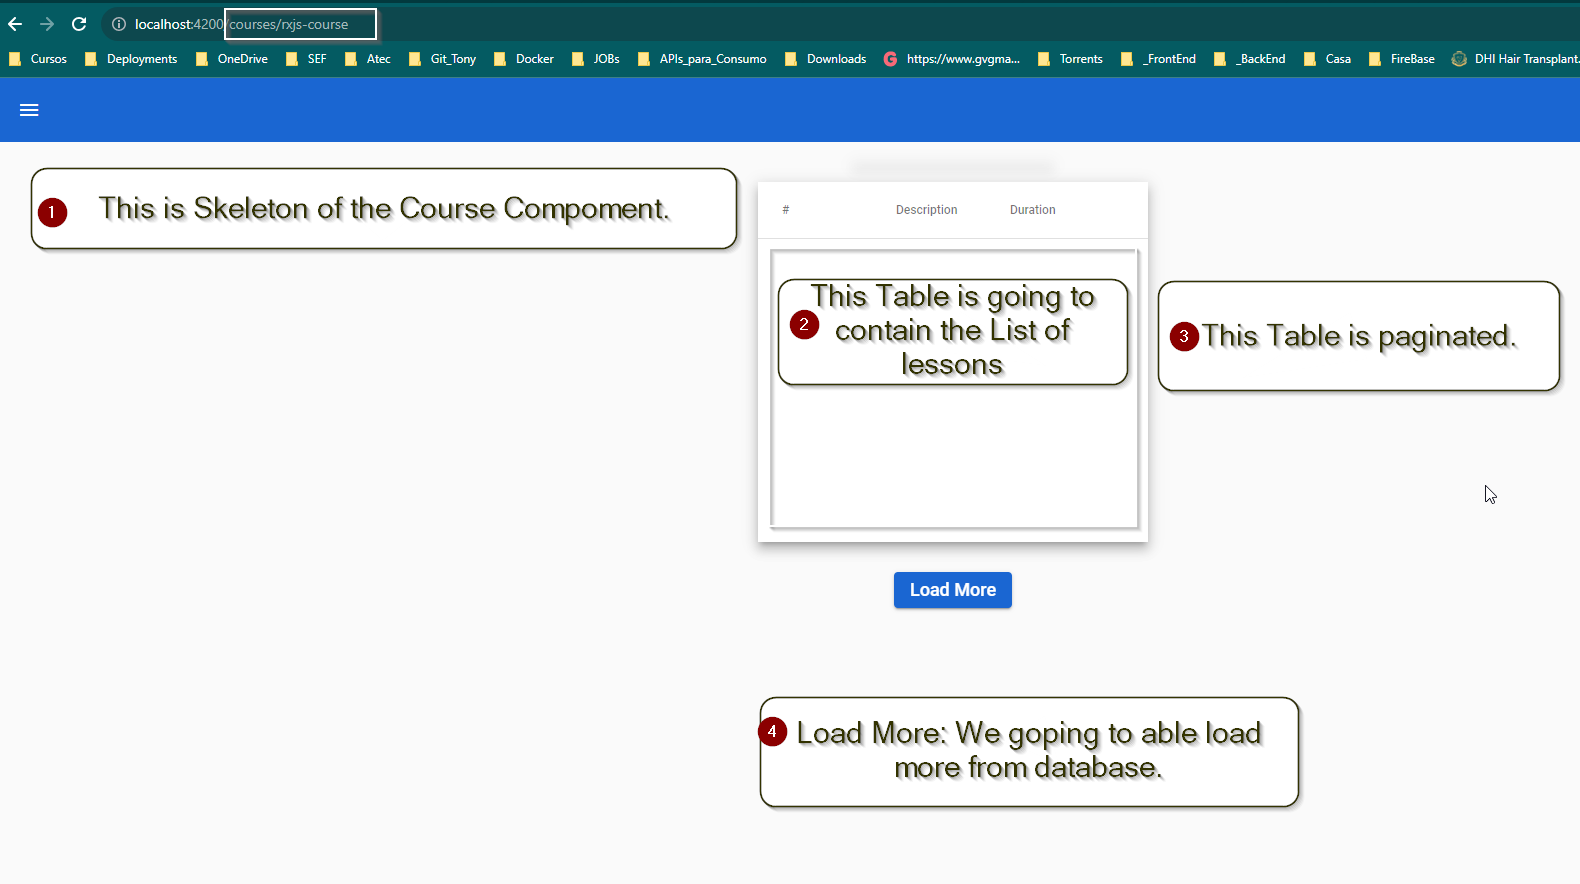 localhost:4200/courses/rxjs-course
Cursos Deployments OneDrive SEF Atec Git_Tony Docker JOBs APIs_para_Consumo Downloads https://www.gvgma... Torrents _FrontEnd _BackEnd Casa FireBase DHI Hair Transplant.
1 This is Skeleton of the Course Compoment.
# Description Duration
This Table is going to
2 contain the List of
lessons
3 This Table is paginated.
Load More
4 Load More: We goping to able load
more from database.